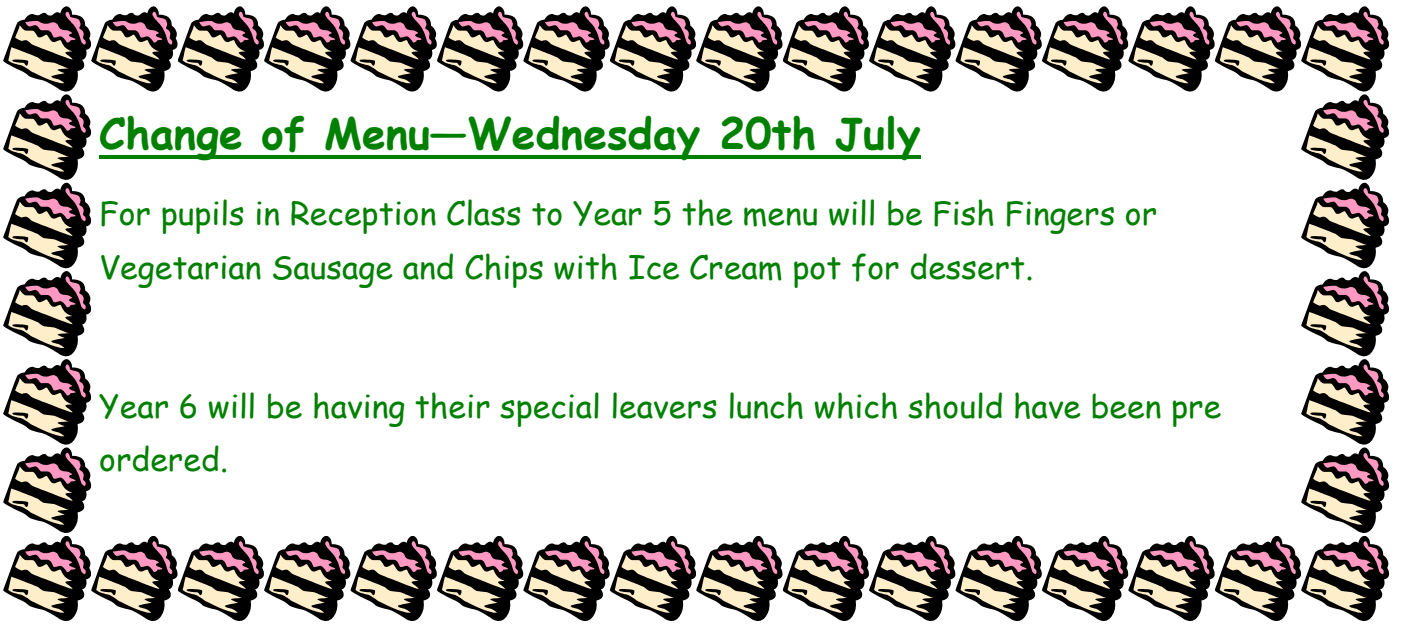 Change of Menu—Wednesday 20th July
For pupils in Reception Class to Year 5 the menu will be Fish Fingers or
Vegetarian Sausage and Chips with Ice Cream pot for dessert.
Year 6 will be having their special leavers lunch which should have been pre
ordered.